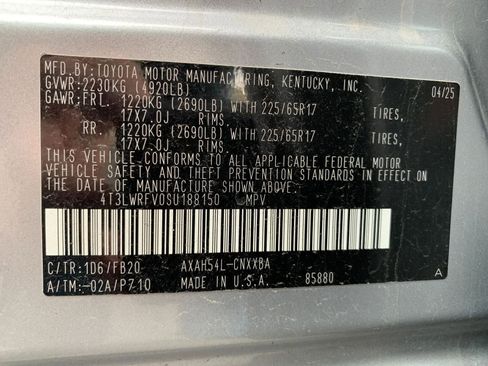 MFD.BY:TOYOTA MOTOR MANUFACTURING, KENTUCKY, INC.
GVWR:2230KG (4920LB) 04/25
GAWR:FRT. 1220KG (2690LB) WITH 225/65R17 TIRES,
17X7.0J RIMS,
RR. 1220KG (2690LB) WITH 225/65R17 TIRES,
17X7.0J RIMS.
THIS VEHICLE CONFORMS TO ALL APPLICABLE FEDERAL MOTOR
VEHICLE SAFETY, BUMPER, AND THEFT PREVENTION STANDARDS
IN EFFECT ON THE DATE OF MANUFACTURE SHOWN ABOVE.
4T3LWRFV0SU188150 MPV
C/TR:1D6/FB20 AXAH54L-CNXXBA A
A/TM:-02A/P710 MADE IN U.S.A. 85880